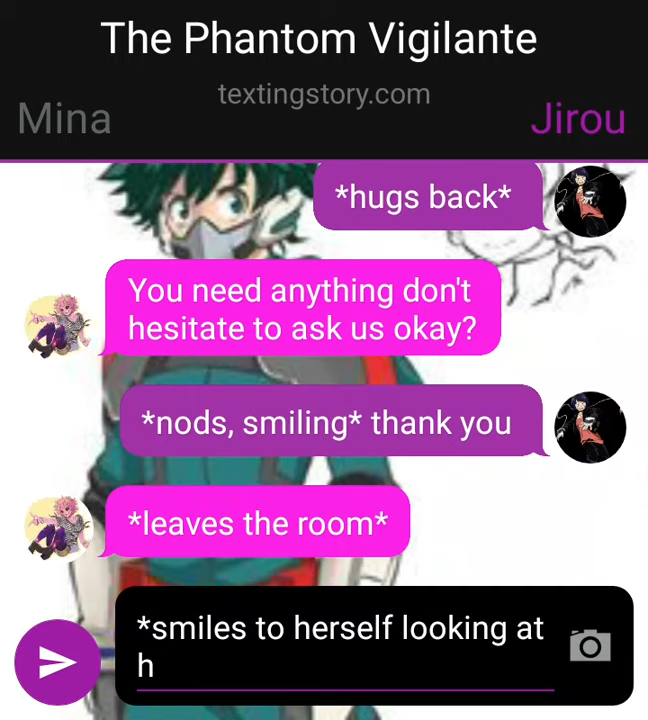 The Phantom Vigilante
textingstory.com
Mina
Jirou
*hugs back*
You need anything don't
hesitate to ask us okay?
*nods, smiling* thank you
*leaves the room*
*smiles to herself looking at
h